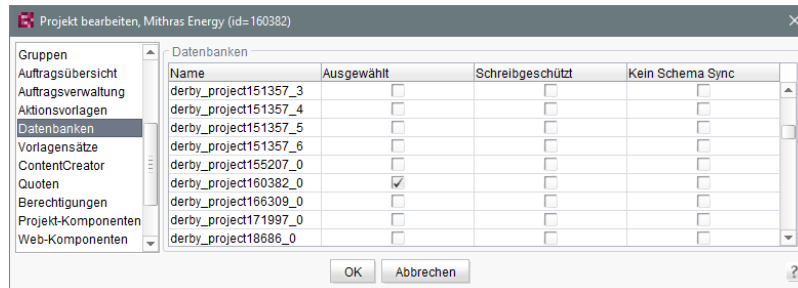 Projekt bearbeiten, Mithras Energy (id=160382)
Gruppen
Auftragsübersicht
Auftragsverwaltung
Aktionsvorlagen
Datenbanken
Vorlagensätze
ContentCreator
Quoten
Berechtigungen
Projekt-Komponenten
Web-Komponenten
Datenbanken
Name Ausgewählt Schreibgeschützt Kein Schema Sync
derby_project151357_3
derby_project151357_4
derby_project151357_5
derby_project151357_6
derby_project155207_0
derby_project160382_0
derby_project166309_0
derby_project171997_0
derby_project18686_0
OK Abbrechen
?